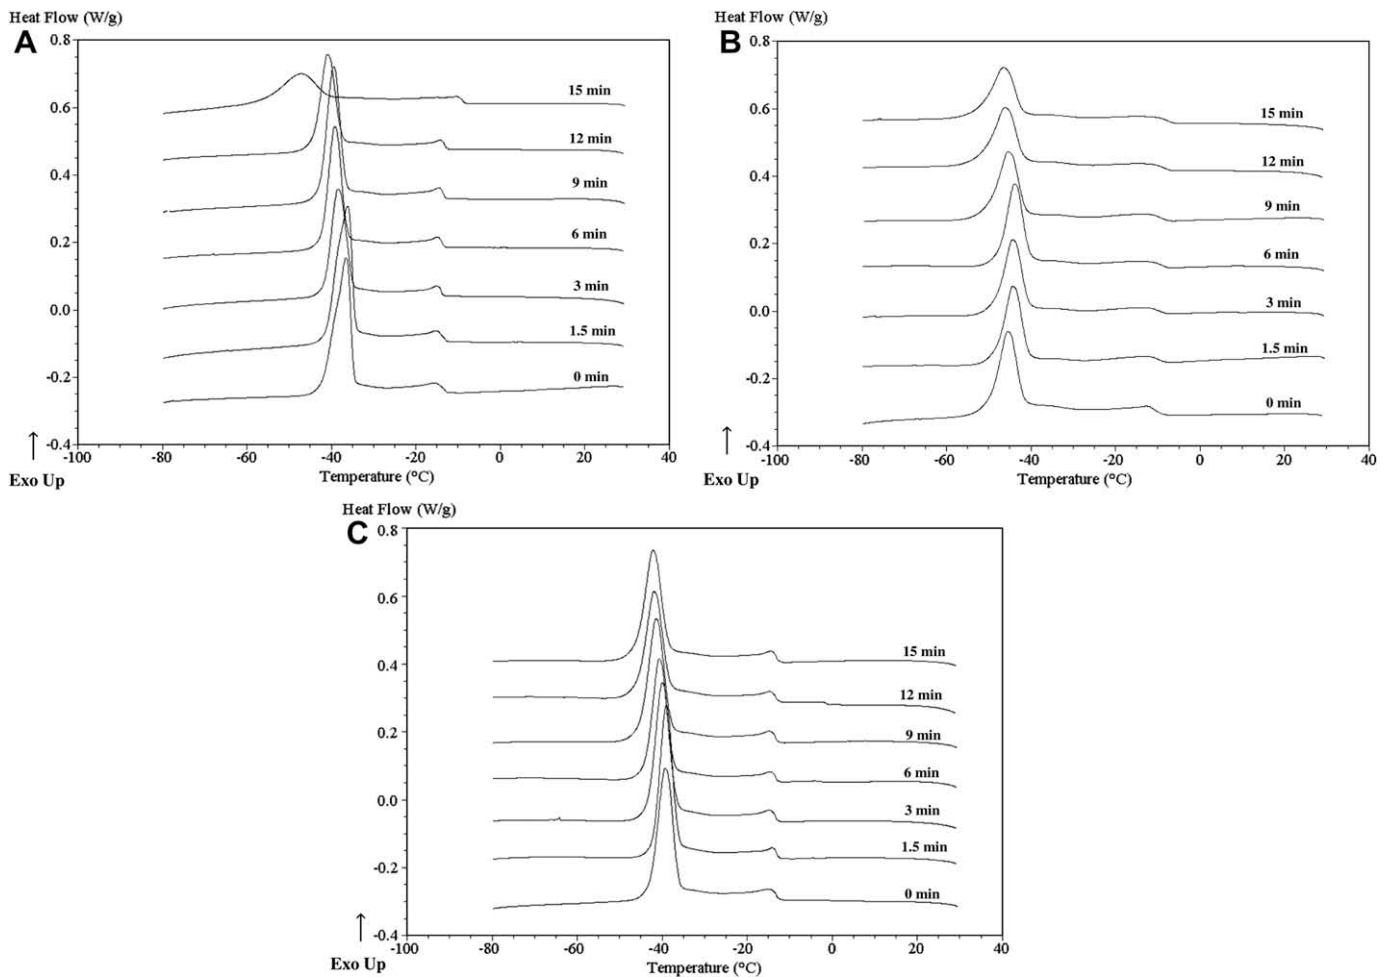 Heat Flow (W/g)
A
0.8
0.6
0.4
0.2
0.0
-0.2
-0.4
15 min
12 min
9 min
6 min
3 min
1.5 min
0 min
-100 -80 -60 -40 -20 0 20 40
Temperature (°C)
Exo Up
Heat Flow (W/g)
B
0.8
0.6
0.4
0.2
0.0
-0.2
-0.4
15 min
12 min
9 min
6 min
3 min
1.5 min
0 min
-100 -80 -60 -40 -20 0 20 40
Temperature (°C)
Exo Up
Heat Flow (W/g)
C
0.8
0.6
0.4
0.2
0.0
-0.2
-0.4
15 min
12 min
9 min
6 min
3 min
1.5 min
0 min
-100 -80 -60 -40 -20 0 20 40
Temperature (°C)
Exo Up